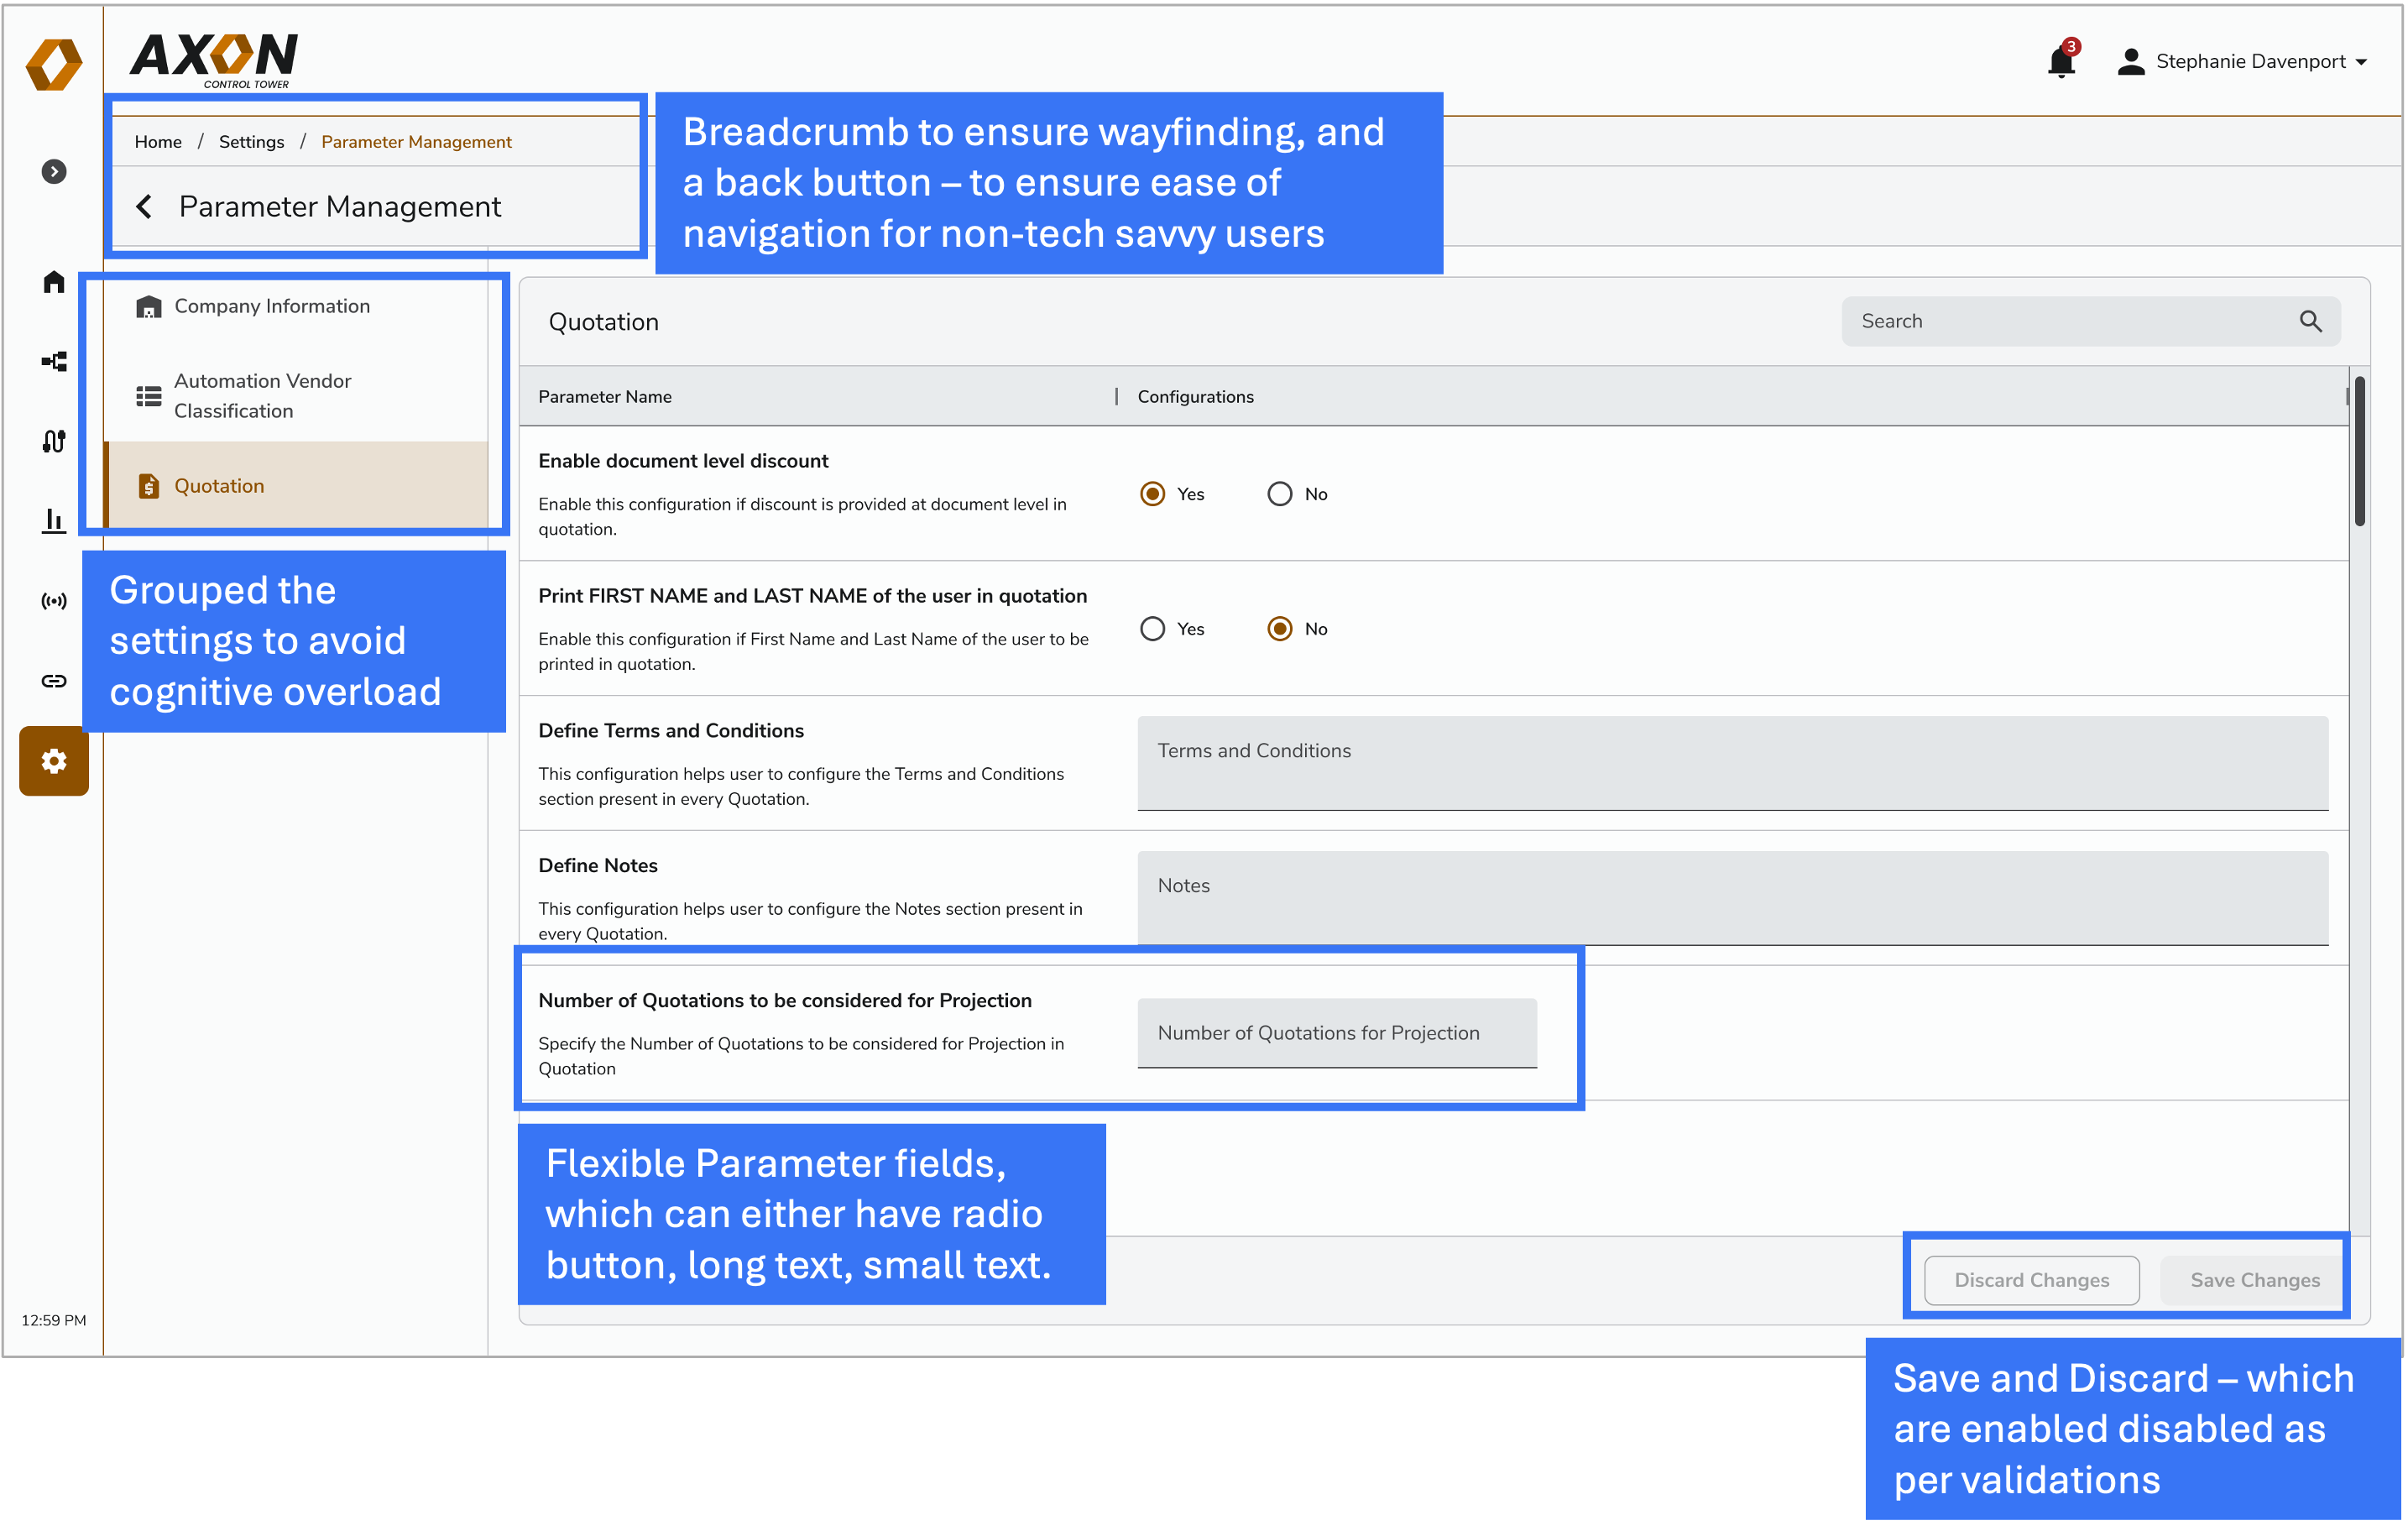 AXON
CONTROL TOWER
3
Stephanie Davenport
Home / Settings / Parameter Management
Parameter Management
Breadcrumb to ensure wayfinding, and
a back button – to ensure ease of
navigation for non-tech savvy users
Company Information
Automation Vendor
Classification
Quotation
Grouped the
settings to avoid
cognitive overload
12:59 PM
Quotation
Search
Parameter Name
Configurations
Enable document level discount
Enable this configuration if discount is provided at document level in
quotation.
Yes
No
Print FIRST NAME and LAST NAME of the user in quotation
Enable this configuration if First Name and Last Name of the user to be
printed in quotation.
Yes
No
Define Terms and Conditions
This configuration helps user to configure the Terms and Conditions
section present in every Quotation.
Terms and Conditions
Define Notes
This configuration helps user to configure the Notes section present in
every Quotation.
Notes
Number of Quotations to be considered for Projection
Specify the Number of Quotations to be considered for Projection in
Quotation
Number of Quotations for Projection
Flexible Parameter fields,
which can either have radio
button, long text, small text.
Discard Changes
Save Changes
Save and Discard – which
are enabled disabled as
per validations